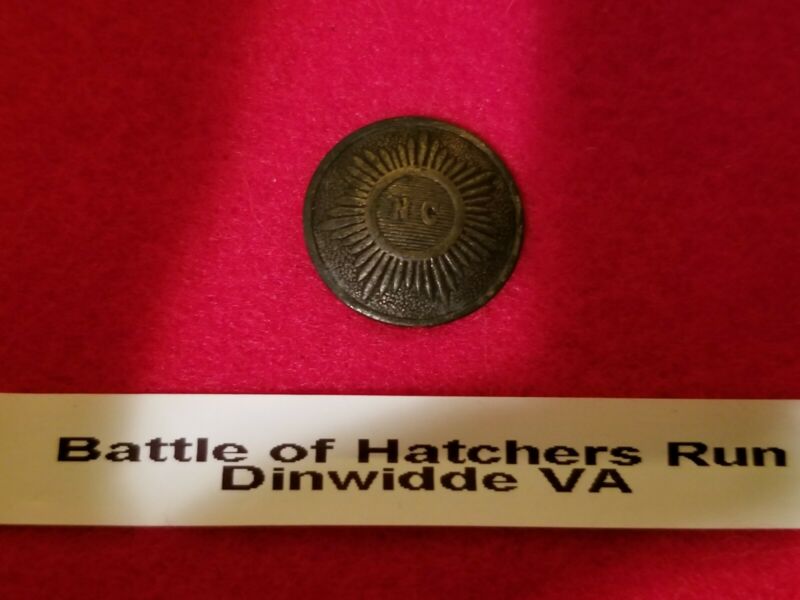 NC
Battle of Hatchers Run
Dinwidde VA